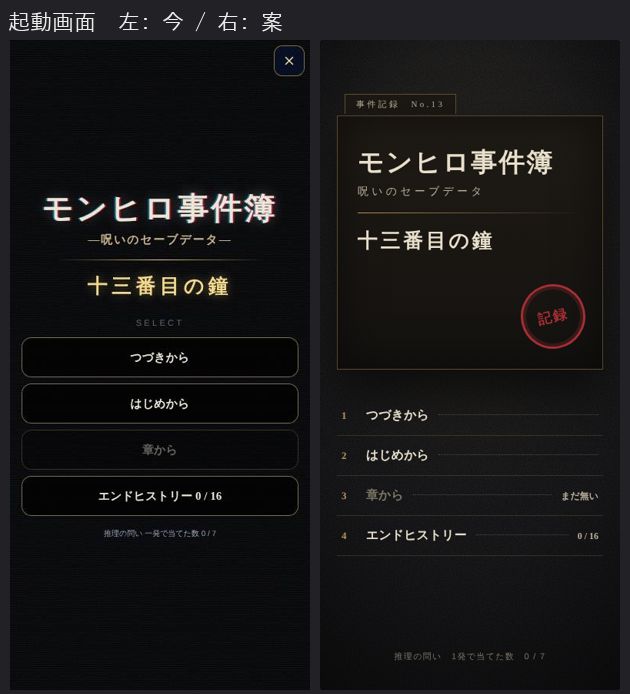 起動画面　左: 今 / 右: 案
×
モンヒロ事件簿
―呪いのセーブデータ―
十三番目の鐘
SELECT
つづきから
はじめから
章から
エンドヒストリー 0 / 16
推理の問い 一発で当てた数 0 / 7
事件記録　No.13
モンヒロ事件簿
呪いのセーブデータ
十三番目の鐘
記録
1 つづきから
2 はじめから
3 章から まだ無い
4 エンドヒストリー 0 / 16
推理の問い　1発で当てた数　0 / 7